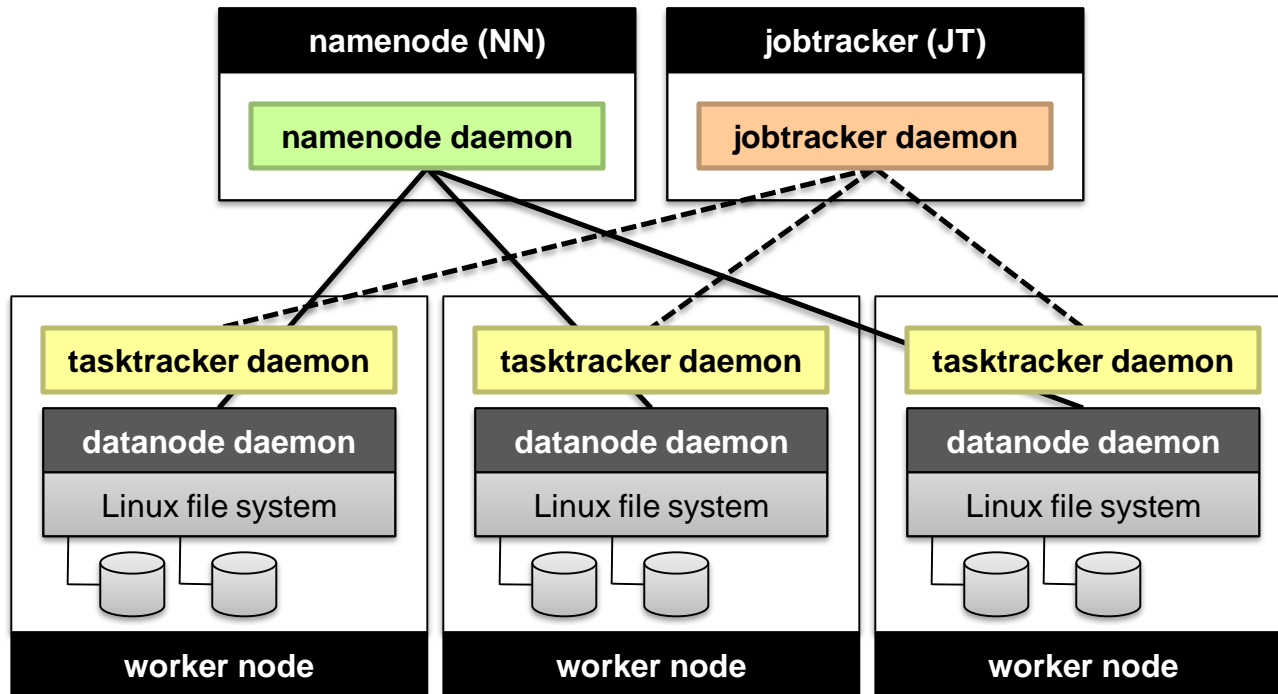 namenode (NN)
jobtracker (JT)
namenode daemon
jobtracker daemon
tasktracker daemon
tasktracker daemon
tasktracker daemon
datanode daemon
datanode daemon
datanode daemon
Linux file system
Linux file system
Linux file system
worker node
worker node
worker node